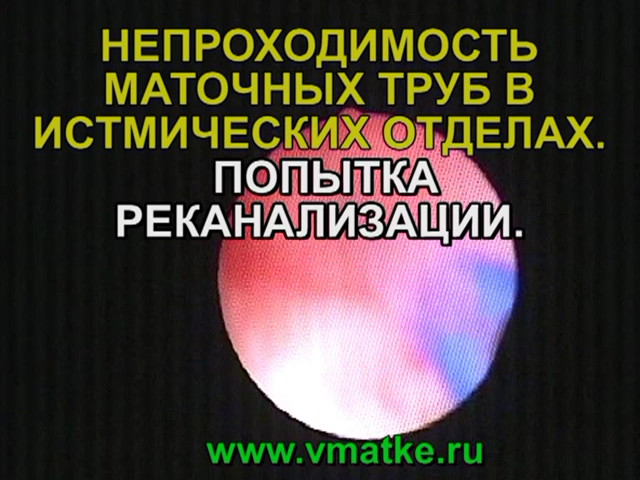 НЕПРОХОДИМОСТЬ
МАТОЧНЫХ ТРУБ В
ИСТМИЧЕСКИХ ОТДЕЛАХ.
ПОПЫТКА
РЕКАНАЛИЗАЦИИ.
www.vmatke.ru